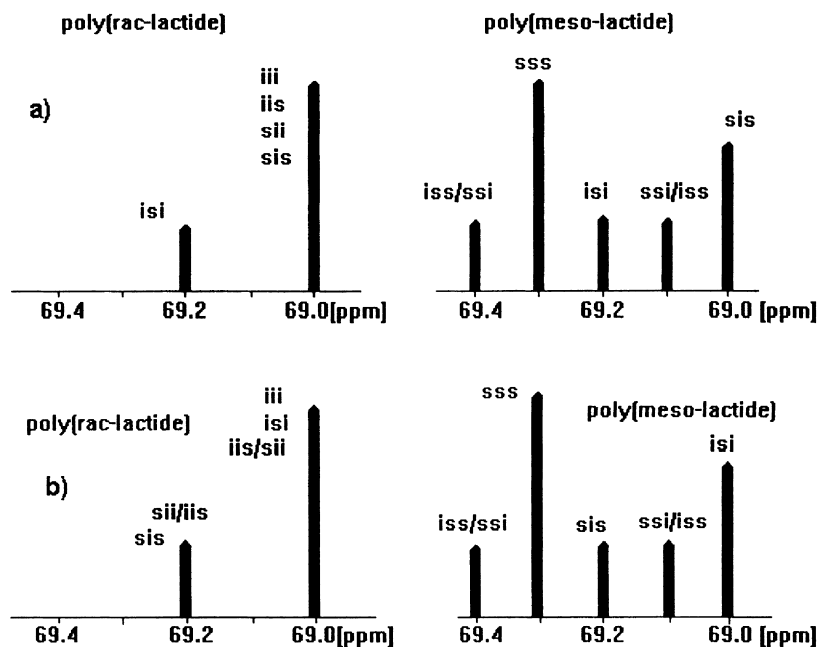 poly(rac-lactide)
poly(meso-lactide)
a)
iii
iis
sii
sis
isi
sss
sis
iss/ssi
isi
ssi/iss
69.4
69.2
69.0[ppm]
69.4
69.2
69.0 [ppm]
b)
poly(rac-lactide)
iii
isi
iis/sii
sii/iis
sis
sss
poly(meso-lactide)
isi
iss/ssi
sis
ssi/iss
69.4
69.2
69.0[ppm]
69.4
69.2
69.0 [ppm]